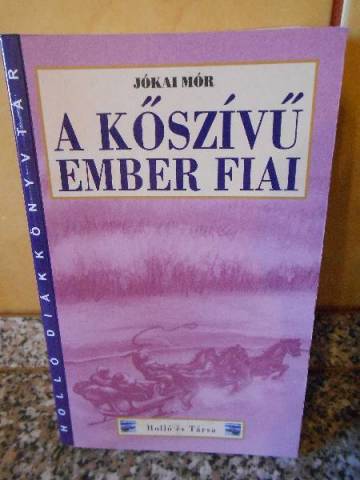 JÓKAI MÓR
A KŐSZÍVŰ
EMBER FIAI
HOLLÓ DIÁKKÖNYVTÁR
Holló és Társa